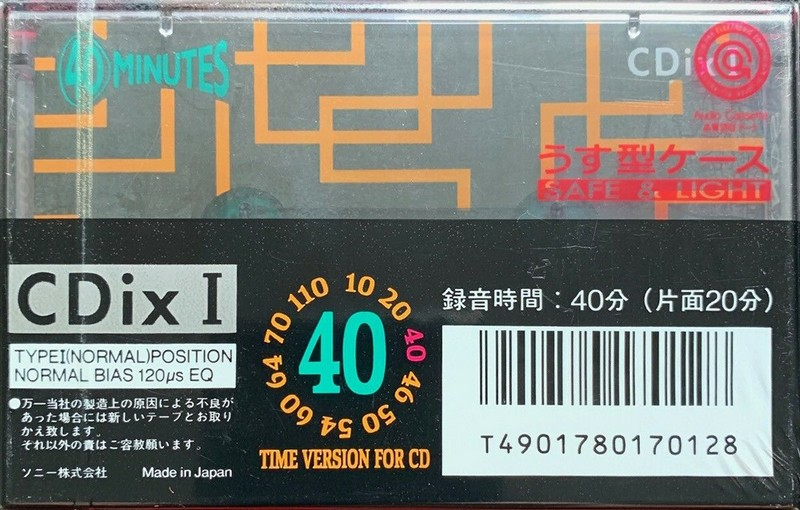 40 MINUTES
CDix I
Audio Cassette
うす型ケース
SAFE & LIGHT
CDix I
TYPEI(NORMAL)POSITION
NORMAL BIAS 120μs EQ
●万一当社の製造上の原因による不良が
あった場合には新しいテープとお取り
かえ致します。
それ以外の責はご容赦願います。
ソニー株式会社 Made in Japan
10 20 40 46 50 54 60 64 70 110
40
TIME VERSION FOR CD
録音時間：40分（片面20分）
T4901780170128